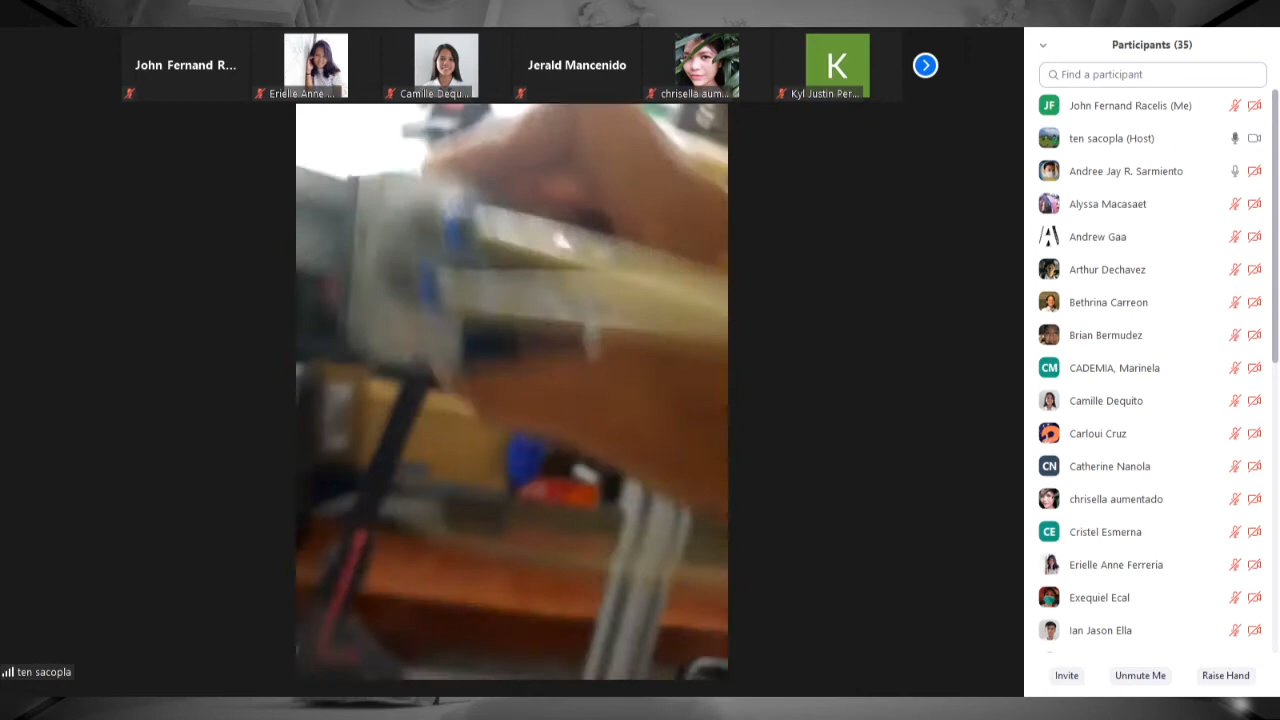 John Fernand R...
Erielle Anne ...
Camille Dequ...
Jerald Mancenido
chrisella aum...
K
Kyl Justin Per...
ten sacopla
Participants (35)
Find a participant
JF John Fernand Racelis (Me)
ten sacopla (Host)
Andree Jay R. Sarmiento
Alyssa Macasaet
Andrew Gaa
Arthur Dechavez
Bethrina Carreon
Brian Bermudez
CM CADEMIA, Marinela
Camille Dequito
Carloui Cruz
CN Catherine Nanola
chrisella aumentado
CE Cristel Esmerna
Erielle Anne Ferreria
Exequiel Ecal
Ian Jason Ella
Invite Unmute Me Raise Hand